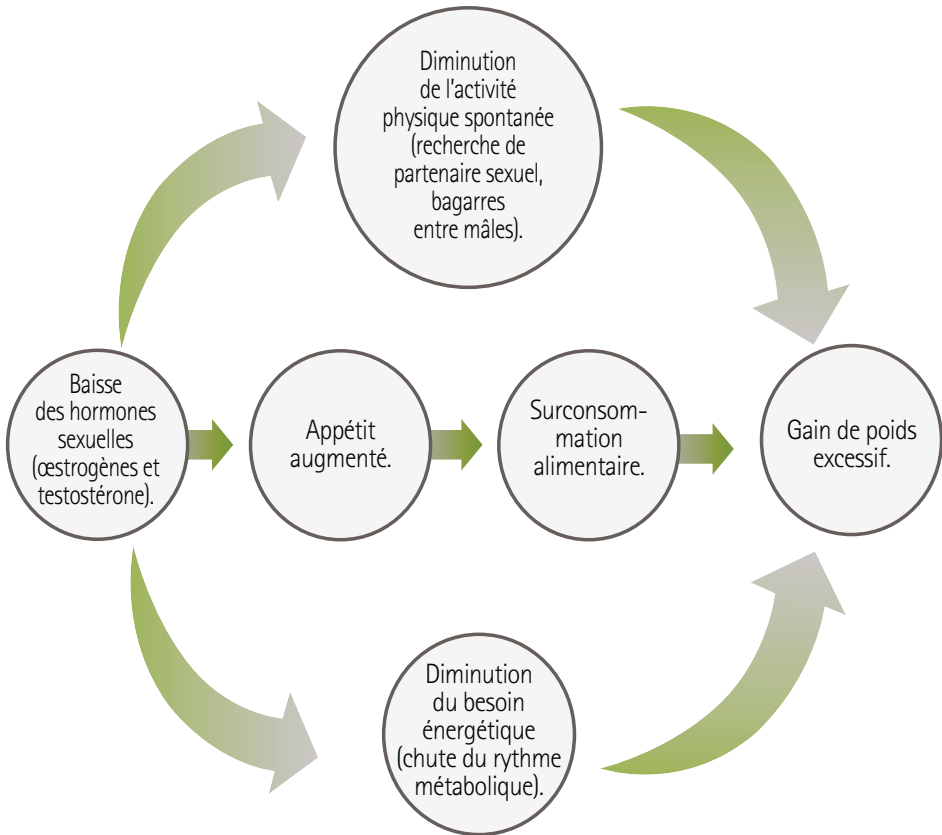 Diminution
de l'activité
physique spontanée
(recherche de
partenaire sexuel,
bagarres
entre mâles).
Baisse
des hormones
sexuelles
(œstrogènes et
testostérone).
Appétit
augmenté.
Surconsom-
mation
alimentaire.
Gain de poids
excessif.
Diminution
du besoin
énergétique
(chute du rythme
métabolique).